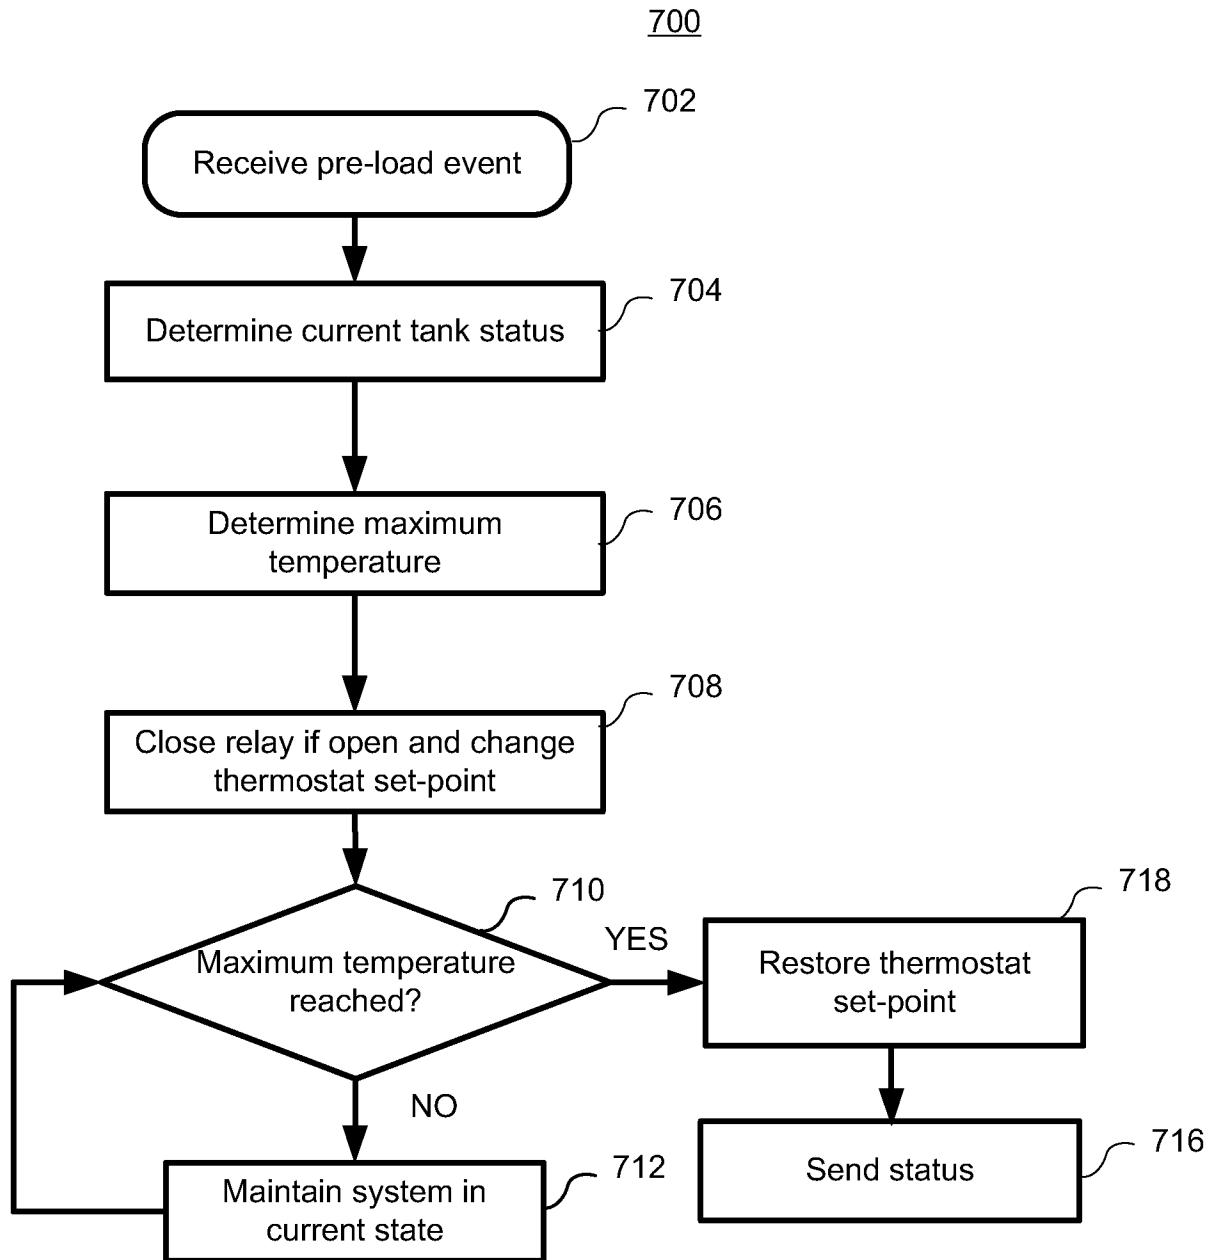 700
702
Receive pre-load event
704
Determine current tank status
706
Determine maximum
temperature
708
Close relay if open and change
thermostat set-point
710
Maximum temperature
reached?
YES
718
Restore thermostat
set-point
NO
712
Maintain system in
current state
716
Send status